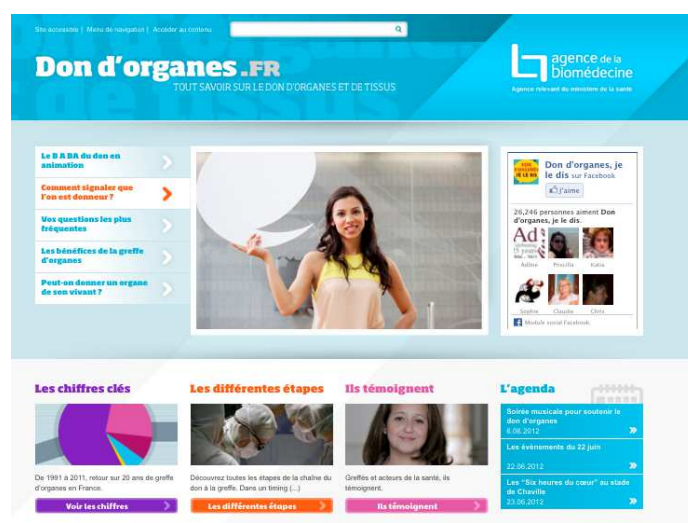 Site accessible | Menu de navigation | Accéder au contenu
Don d'organes.FR
TOUT SAVOIR SUR LE DON D'ORGANES ET DE TISSUS
agence de la
biomédecine
Agence relevant du ministère de la santé
Le B A BA du don en
animation
Comment signaler que
l'on est donneur ?
Vos questions les plus
fréquentes
Les bénéfices de la greffe
d'organes
Peut-on donner un organe
de son vivant ?
Don d'organes, je
le dis sur Facebook
J'aime
26,246 personnes aiment Don
d'organes, je le dis.
Ad
Adline Priscilla Katia
Sophie Claudie Chris
Module social Facebook
Les chiffres clés
De 1991 à 2011, retour sur 20 ans de greffe
d'organes en France.
Voir les chiffres
Les différentes étapes
Découvrez toutes les étapes de la chaîne du
don à la greffe. Dans un timing (...)
Les différentes étapes
Ils témoignent
Greffés et acteurs de la santé, ils
témoignent.
Ils témoignent
L'agenda
Soirée musicale pour soutenir le
don d'organes
6.06.2012
Les évènements du 22 juin
22.06.2012
Les "Six heures du cœur" au stade
de Chaville
23.06.2012